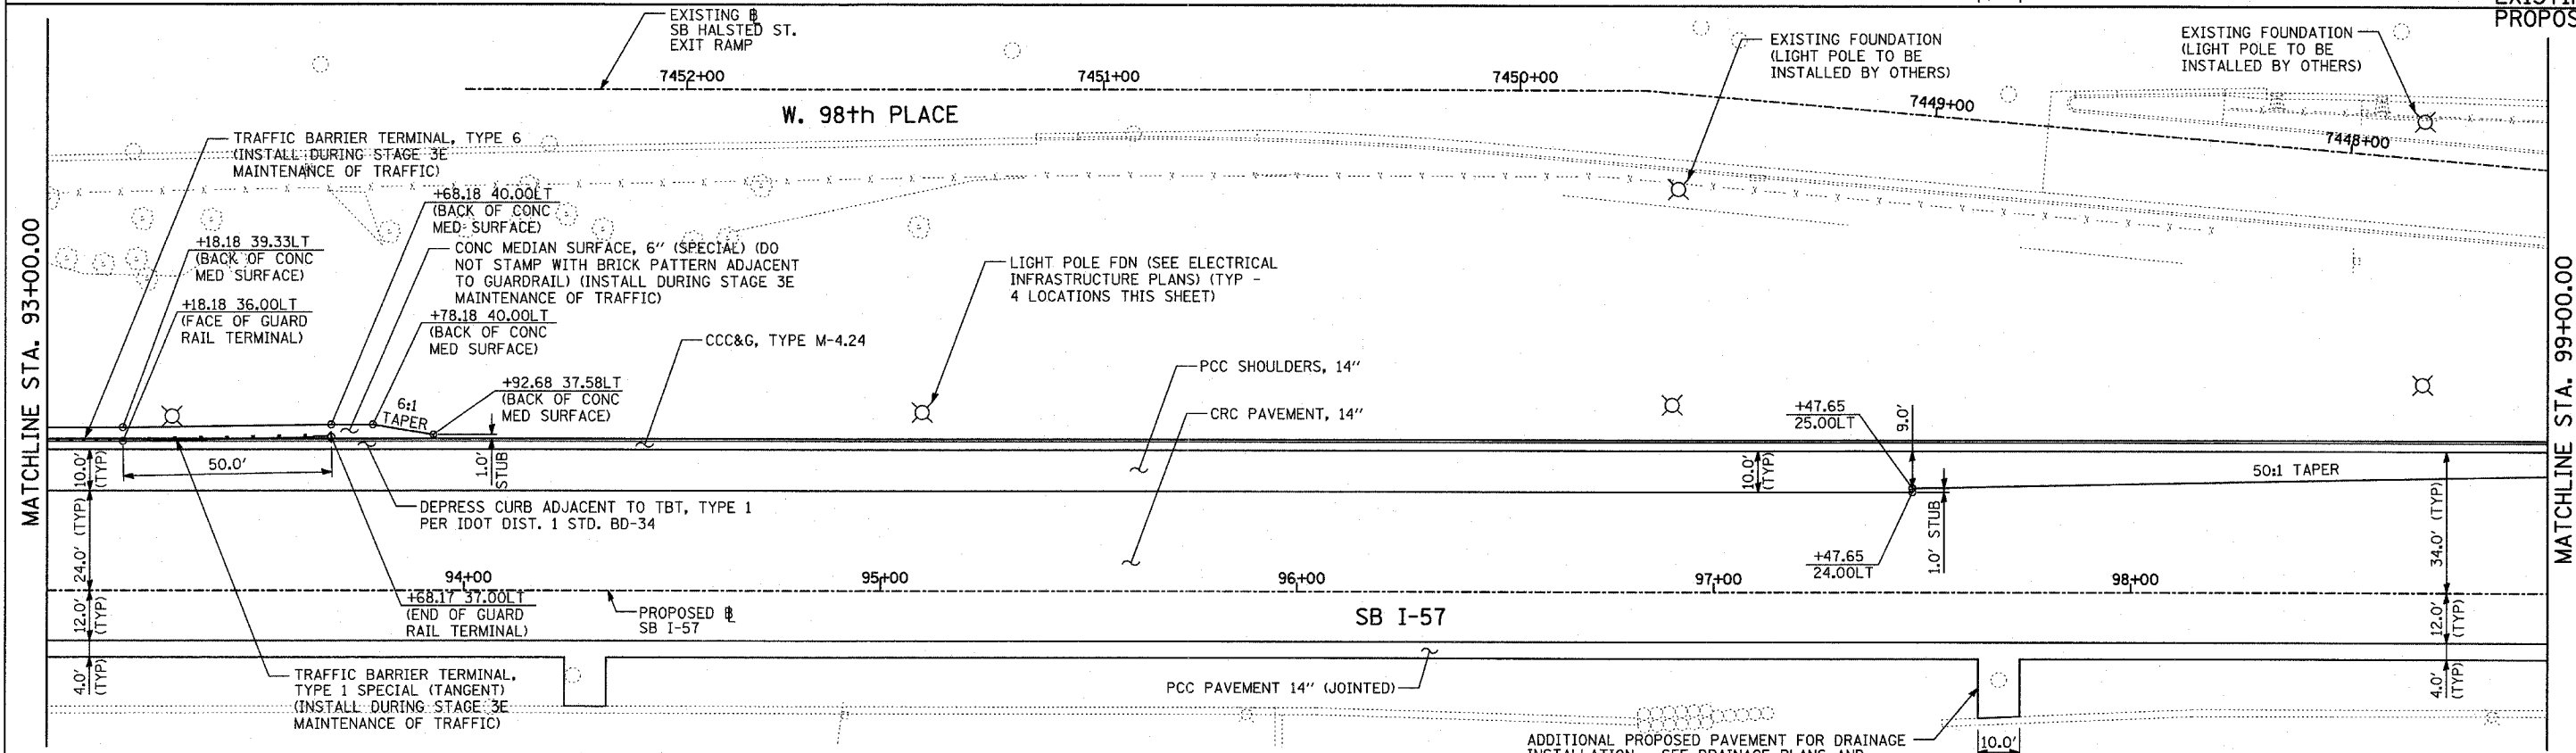 EXISTING ℄
SB HALSTED ST.
EXIT RAMP
PROPOS
EXISTING FOUNDATION
(LIGHT POLE TO BE
INSTALLED BY OTHERS)
EXISTING FOUNDATION
(LIGHT POLE TO BE
INSTALLED BY OTHERS)
7452+00
7451+00
7450+00
7449+00
7448+00
W. 98th PLACE
TRAFFIC BARRIER TERMINAL, TYPE 6
(INSTALL DURING STAGE 3E
MAINTENANCE OF TRAFFIC)
+68.18 40.00LT
(BACK OF CONC
MED SURFACE)
+18.18 39.33LT
(BACK OF CONC
MED SURFACE)
CONC MEDIAN SURFACE, 6" (SPECIAL) (DO
NOT STAMP WITH BRICK PATTERN ADJACENT
TO GUARDRAIL) (INSTALL DURING STAGE 3E
MAINTENANCE OF TRAFFIC)
LIGHT POLE FDN (SEE ELECTRICAL
INFRASTRUCTURE PLANS) (TYP -
4 LOCATIONS THIS SHEET)
+18.18 36.00LT
(FACE OF GUARD
RAIL TERMINAL)
+78.18 40.00LT
(BACK OF CONC
MED SURFACE)
CCC&G, TYPE M-4.24
PCC SHOULDERS, 14"
+92.68 37.58LT
(BACK OF CONC
MED SURFACE)
6:1
TAPER
CRC PAVEMENT, 14"
+47.65
25.00LT
9.0'
MATCHLINE STA. 93+00.00
MATCHLINE STA. 99+00.00
10.0'
(TYP)
50.0'
1.0'
STUB
10.0'
(TYP)
50:1 TAPER
DEPRESS CURB ADJACENT TO TBT, TYPE 1
PER IDOT DIST. 1 STD. BD-34
24.0' (TYP)
1.0' STUB
34.0' (TYP)
+47.65
24.00LT
94+00
95+00
96+00
97+00
98+00
+68.17 37.00LT
(END OF GUARD
RAIL TERMINAL)
PROPOSED ℄
SB I-57
SB I-57
12.0'
(TYP)
12.0'
(TYP)
4.0'
(TYP)
4.0'
(TYP)
TRAFFIC BARRIER TERMINAL,
TYPE 1 SPECIAL (TANGENT)
(INSTALL DURING STAGE 3E
MAINTENANCE OF TRAFFIC)
PCC PAVEMENT 14" (JOINTED)
ADDITIONAL PROPOSED PAVEMENT FOR DRAINAGE
10.0'